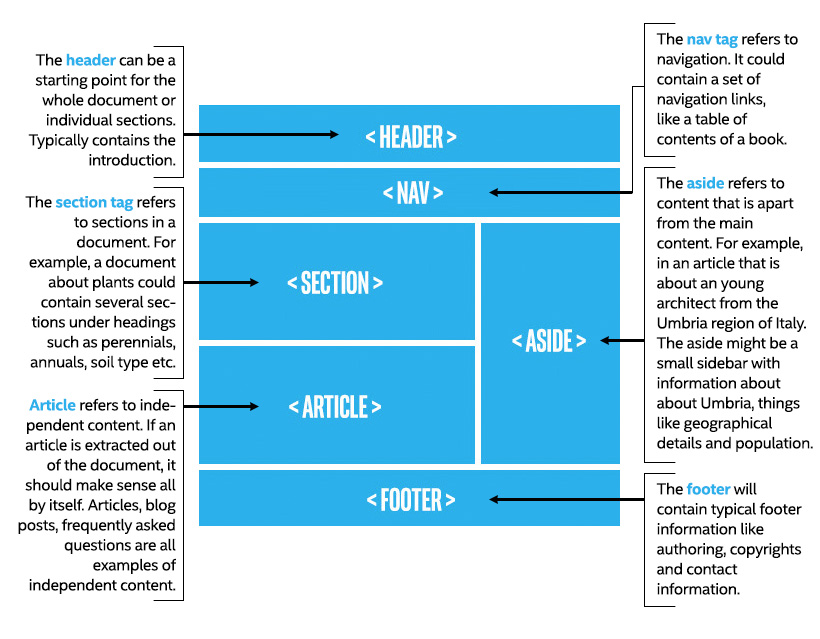 The header can be a
starting point for the
whole document or
individual sections.
Typically contains the
introduction.
The section tag refers
to sections in a
document. For
example, a document
about plants could
contain several sec-
tions under headings
such as perennials,
annuals, soil type etc.
Article refers to inde-
pendent content. If an
article is extracted out
of the document, it
should make sense all
by itself. Articles, blog
posts, frequently asked
questions are all
examples of
independent content.
< HEADER >
< NAV >
< SECTION >
< ARTICLE >
< ASIDE >
< FOOTER >
The nav tag refers to
navigation. It could
contain a set of
navigation links,
like a table of
contents of a book.
The aside refers to
content that is apart
from the main
content. For example,
in an article that is
about an young
architect from the
Umbria region of Italy.
The aside might be a
small sidebar with
information about
about Umbria, things
like geographical
details and population.
The footer will
contain typical footer
information like
authoring, copyrights
and contact
information.